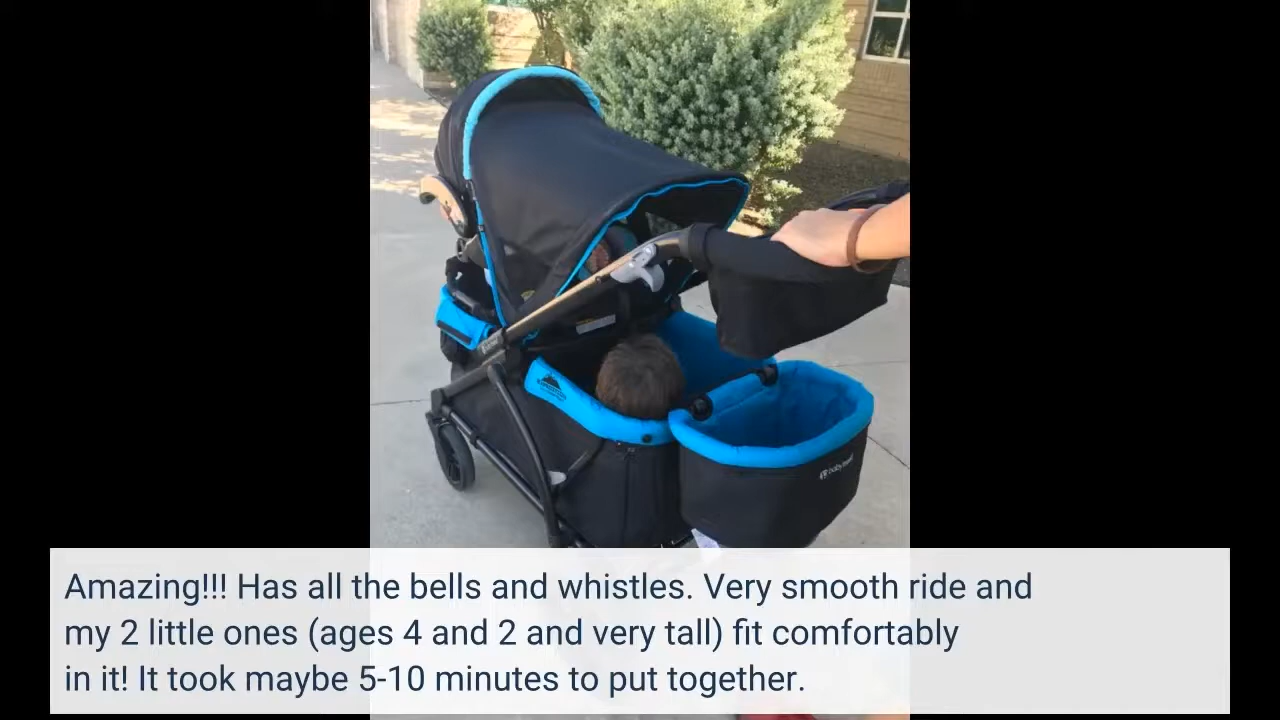 babytrend
Amazing!!! Has all the bells and whistles. Very smooth ride and
my 2 little ones (ages 4 and 2 and very tall) fit comfortably
in it! It took maybe 5-10 minutes to put together.